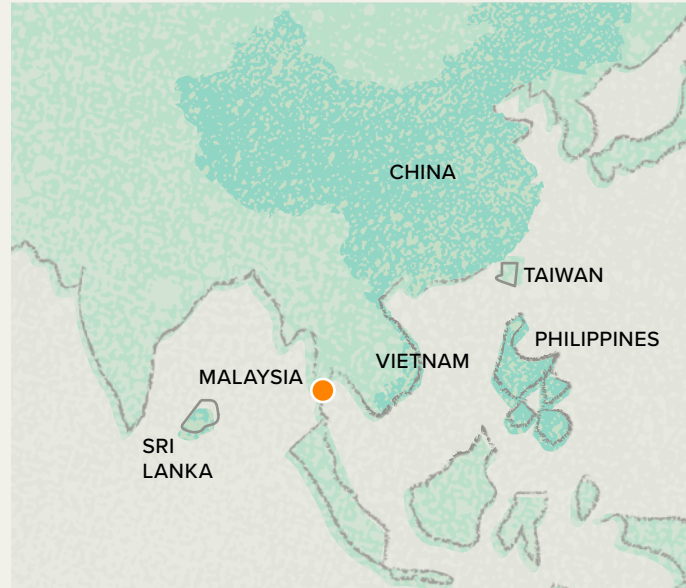 CHINA
TAIWAN
PHILIPPINES
VIETNAM
MALAYSIA
SRI
LANKA